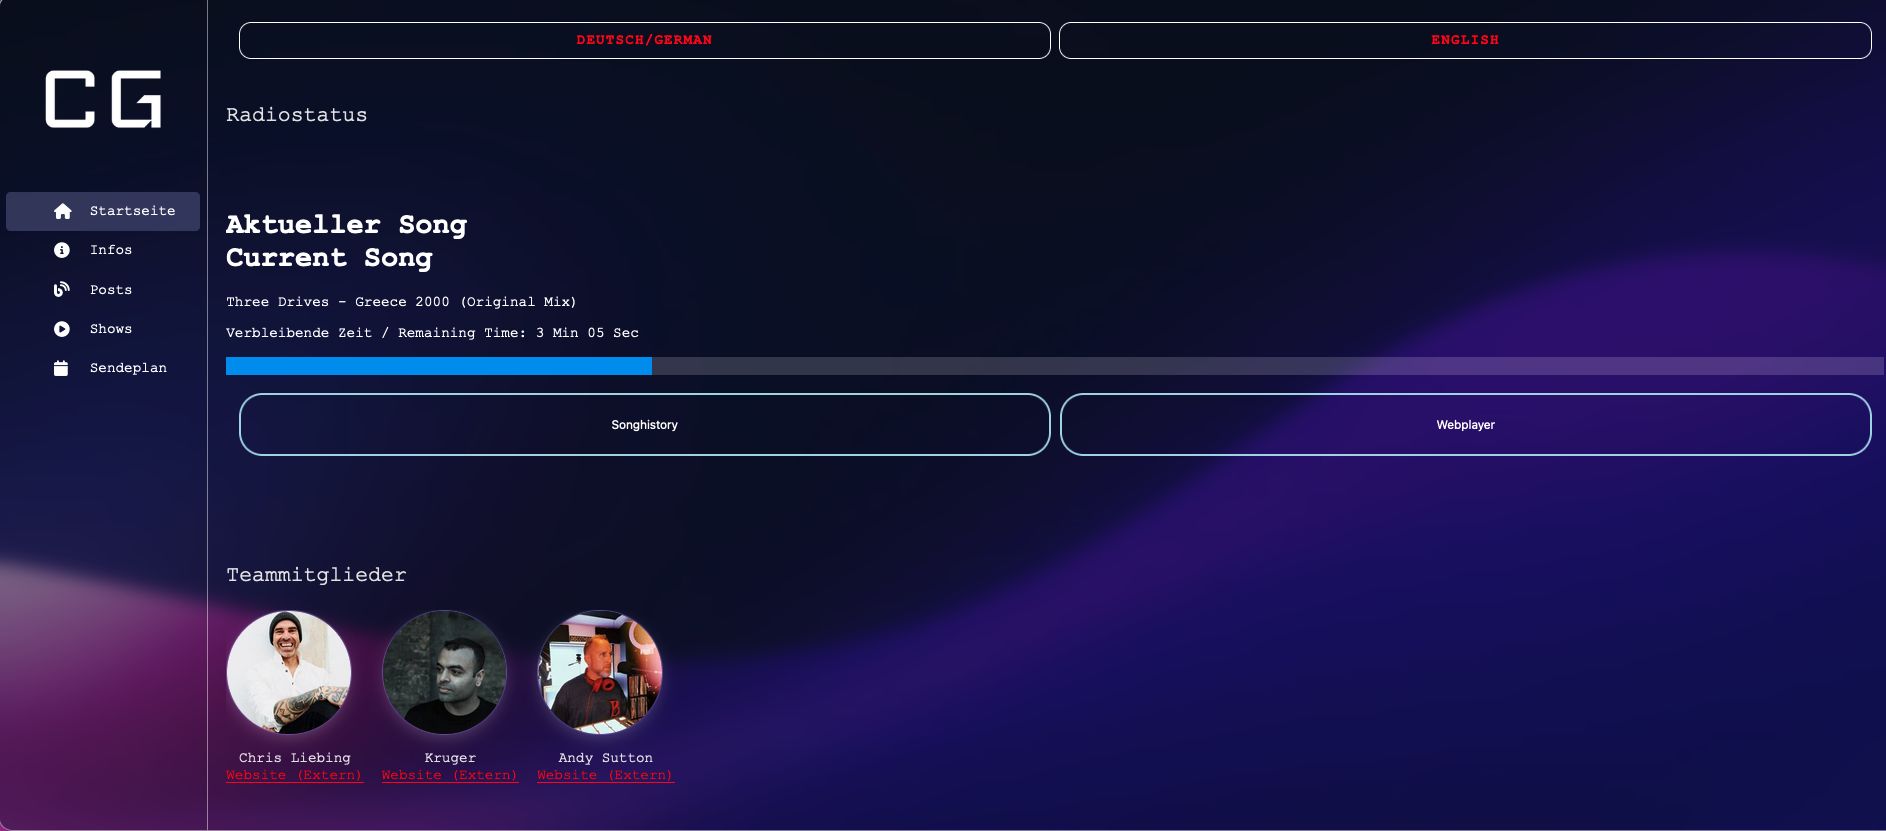 CG
DEUTSCH/GERMAN
ENGLISH
Startseite
Infos
Posts
Shows
Sendeplan
Radiostatus
Aktueller Song
Current Song
Three Drives - Greece 2000 (Original Mix)
Verbleibende Zeit / Remaining Time: 3 Min 05 Sec
Songhistory
Webplayer
Teammitglieder
Chris Liebing
Website (Extern)
Kruger
Website (Extern)
Andy Sutton
Website (Extern)